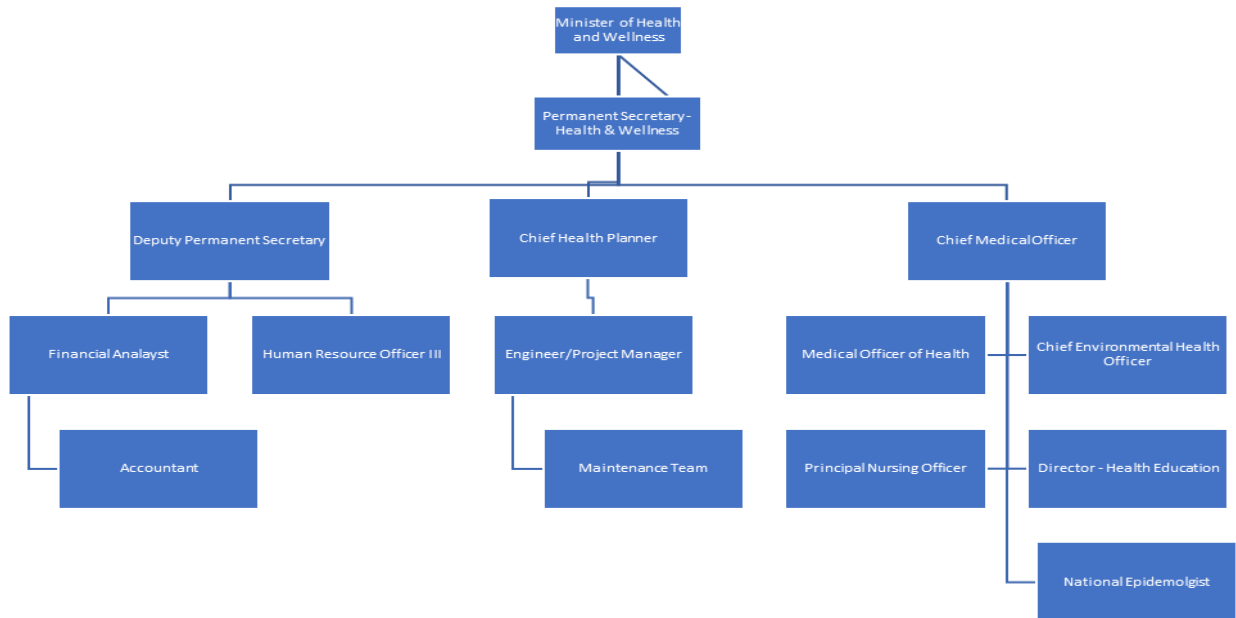 Minister of Health
and Wellness
Permanent Secretary-
Health & Wellness
Deputy Permanent Secretary
Chief Health Planner
Chief Medical Officer
Financial Analayst
Human Resource Officer III
Engineer/Project Manager
Medical Officer of Health
Chief Environmental Health
Officer
Accountant
Maintenance Team
Principal Nursing Officer
Director - Health Education
National Epidemolgist